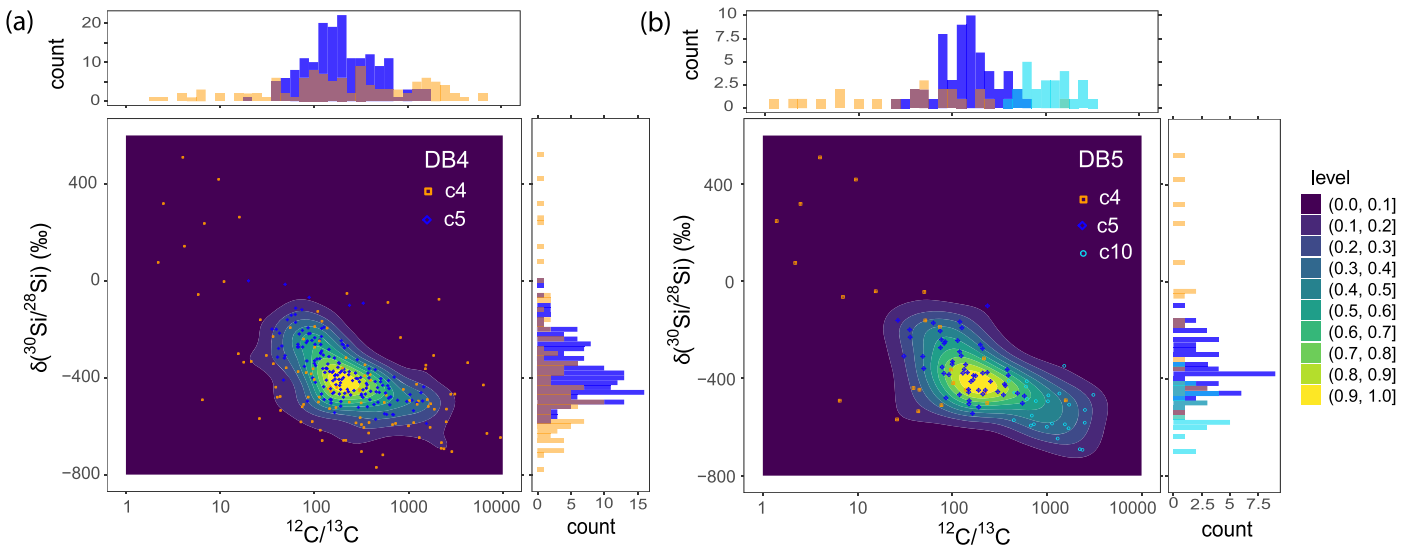 (a)
count
20
10
0
DB4
c4
c5
δ(³⁰Si/²⁸Si) (‰)
400
0
−400
−800
1
10
100
1000
10000
¹²C/¹³C
0
5
10
15
count
(b)
count
10
7.5
5
2.5
0
DB5
c4
c5
c10
δ(³⁰Si/²⁸Si) (‰)
400
0
−400
−800
1
10
100
1000
10000
¹²C/¹³C
0
2.5
5
7.5
count
level
(0.0, 0.1]
(0.1, 0.2]
(0.2, 0.3]
(0.3, 0.4]
(0.4, 0.5]
(0.5, 0.6]
(0.6, 0.7]
(0.7, 0.8]
(0.8, 0.9]
(0.9, 1.0]